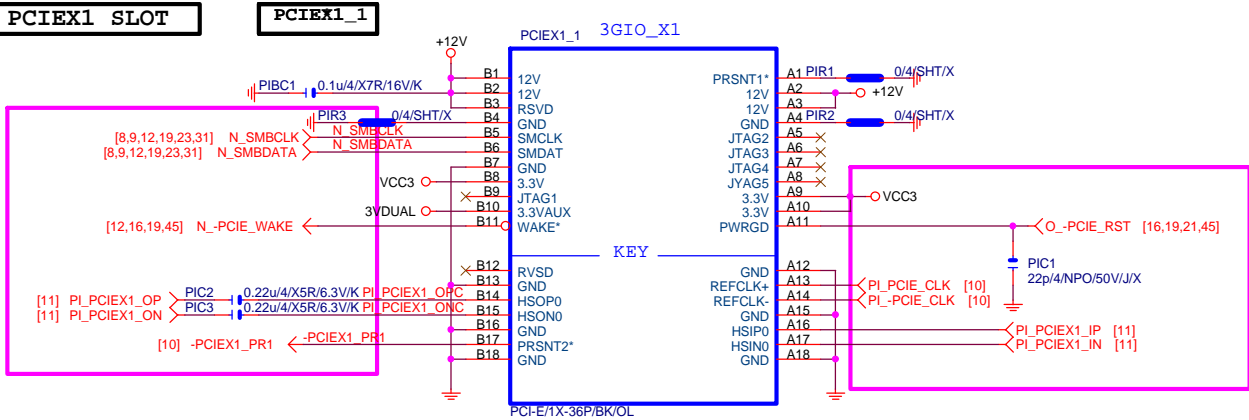 PCIEX1 SLOT
PCIEX1_1
PCIEX1_1
3GIO_X1
+12V
PIBC1 0.1u/4/X7R/16V/K
B1 12V
B2 12V
B3 RSVD
PIR3 0/4/SHT/X
B4 GND
[8,9,12,19,23,31] N_SMBCLK N_SMBCLK B5 SMCLK
[8,9,12,19,23,31] N_SMBDATA N_SMBDATA B6 SMDAT
B7 GND
VCC3 B8 3.3V
B9 JTAG1
3VDUAL B10 3.3VAUX
[12,16,19,45] N_-PCIE_WAKE B11 WAKE*
KEY
B12 RVSD
B13 GND
[11] PI_PCIEX1_OP PIC2 0.22u/4/X5R/6.3V/K PI_PCIEX1_OPC B14 HSOP0
[11] PI_PCIEX1_ON PIC3 0.22u/4/X5R/6.3V/K PI_PCIEX1_ONC B15 HSON0
B16 GND
[10] -PCIEX1_PR1 -PCIEX1_PR1 B17 PRSNT2*
B18 GND
PRSNT1* A1 PIR1 0/4/SHT/X
12V A2 +12V
12V A3
GND A4 PIR2 0/4/SHT/X
JTAG2 A5
JTAG3 A6
JTAG4 A7
JYAG5 A8
3.3V A9 VCC3
3.3V A10
PWRGD A11 O_-PCIE_RST [16,19,21,45]
PIC1
22p/4/NPO/50V/J/X
GND A12
REFCLK+ A13 PI_PCIE_CLK [10]
REFCLK- A14 PI_-PCIE_CLK [10]
GND A15
HSIP0 A16 PI_PCIEX1_IP [11]
HSIN0 A17 PI_PCIEX1_IN [11]
GND A18
PCI-E/1X-36P/BK/OL